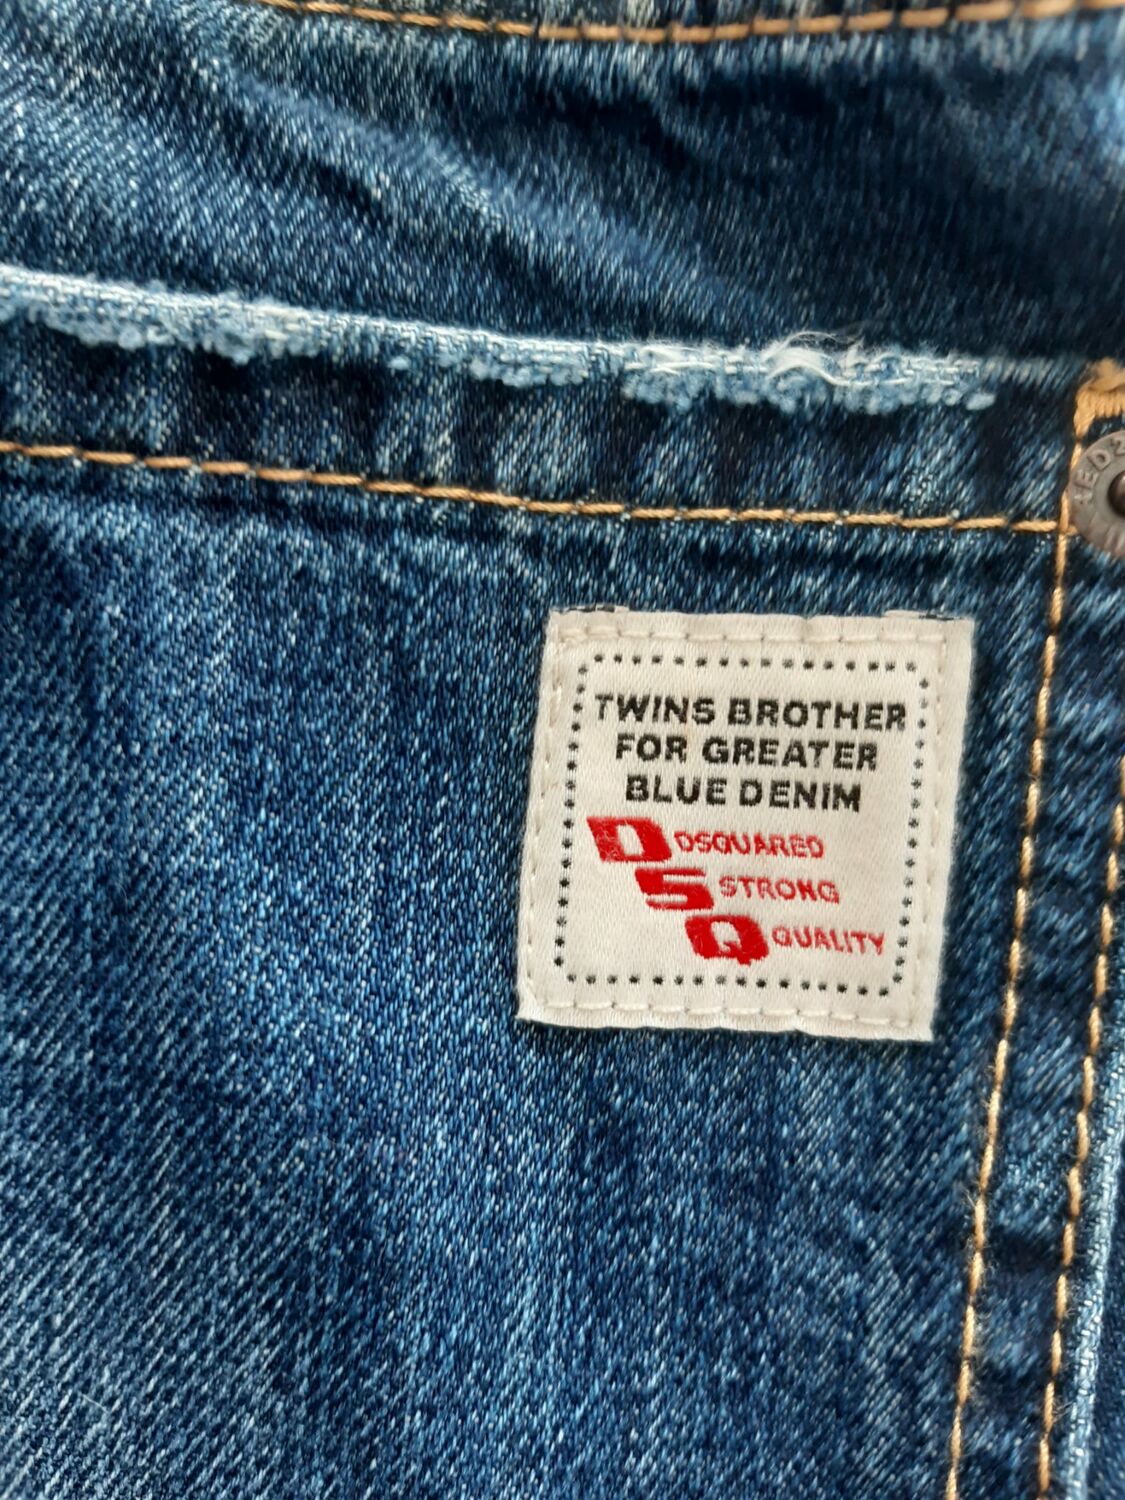 TWINS BROTHER
FOR GREATER
BLUE DENIM
D DSQUARED
S STRONG
Q QUALITY